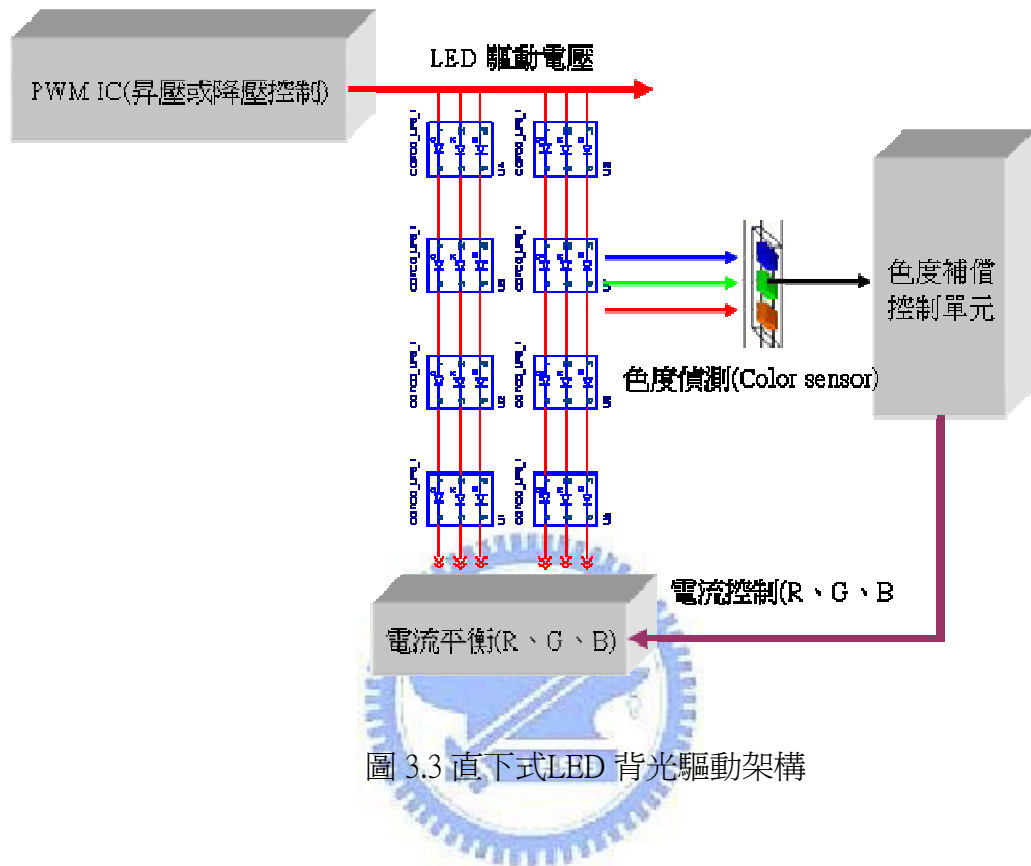 LED 驅動電壓
PWM IC(昇壓或降壓控制)
色度補償
控制單元
色度偵測(Color sensor)
電流控制(R、G、B
電流平衡(R、G、B)
圖 3.3 直下式LED 背光驅動架構